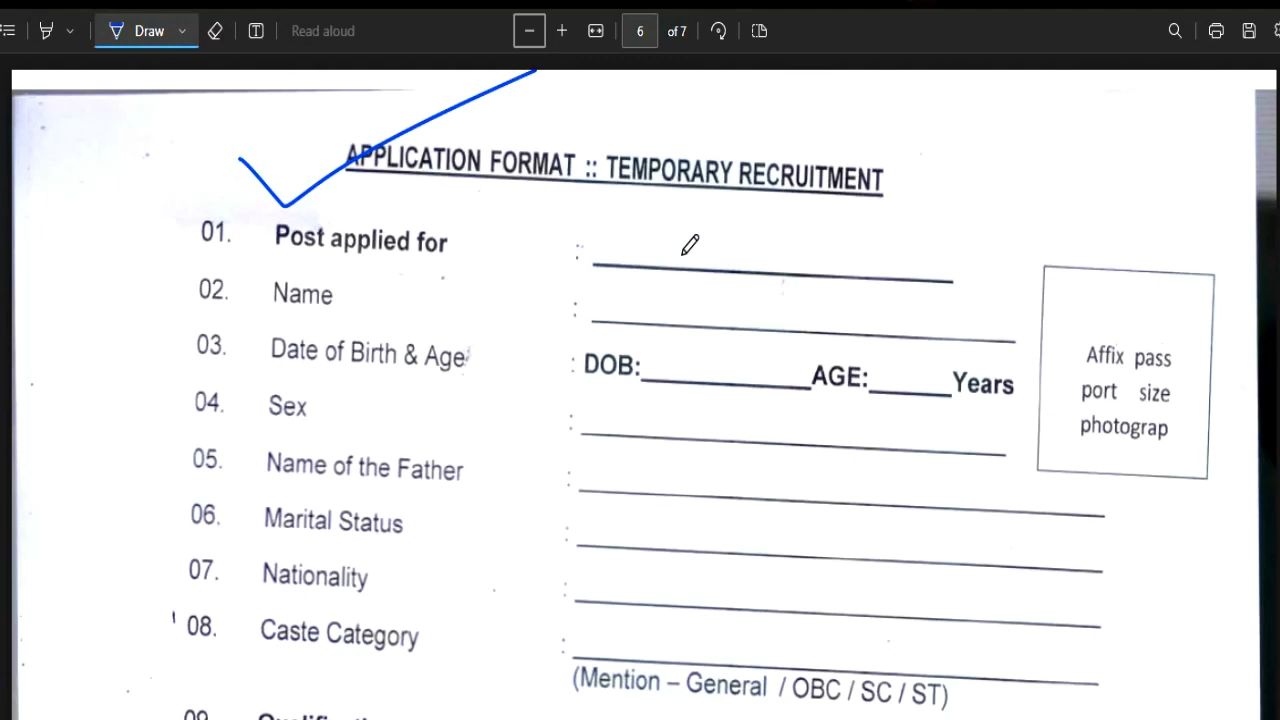 Draw
Read aloud
6
of 7
APPLICATION FORMAT :: TEMPORARY RECRUITMENT
01. Post applied for :
02. Name :
03. Date of Birth & Age : DOB: AGE: Years
04. Sex :
05. Name of the Father :
06. Marital Status :
07. Nationality :
08. Caste Category :
(Mention – General / OBC / SC / ST)
Affix pass
port size
photograp
09.